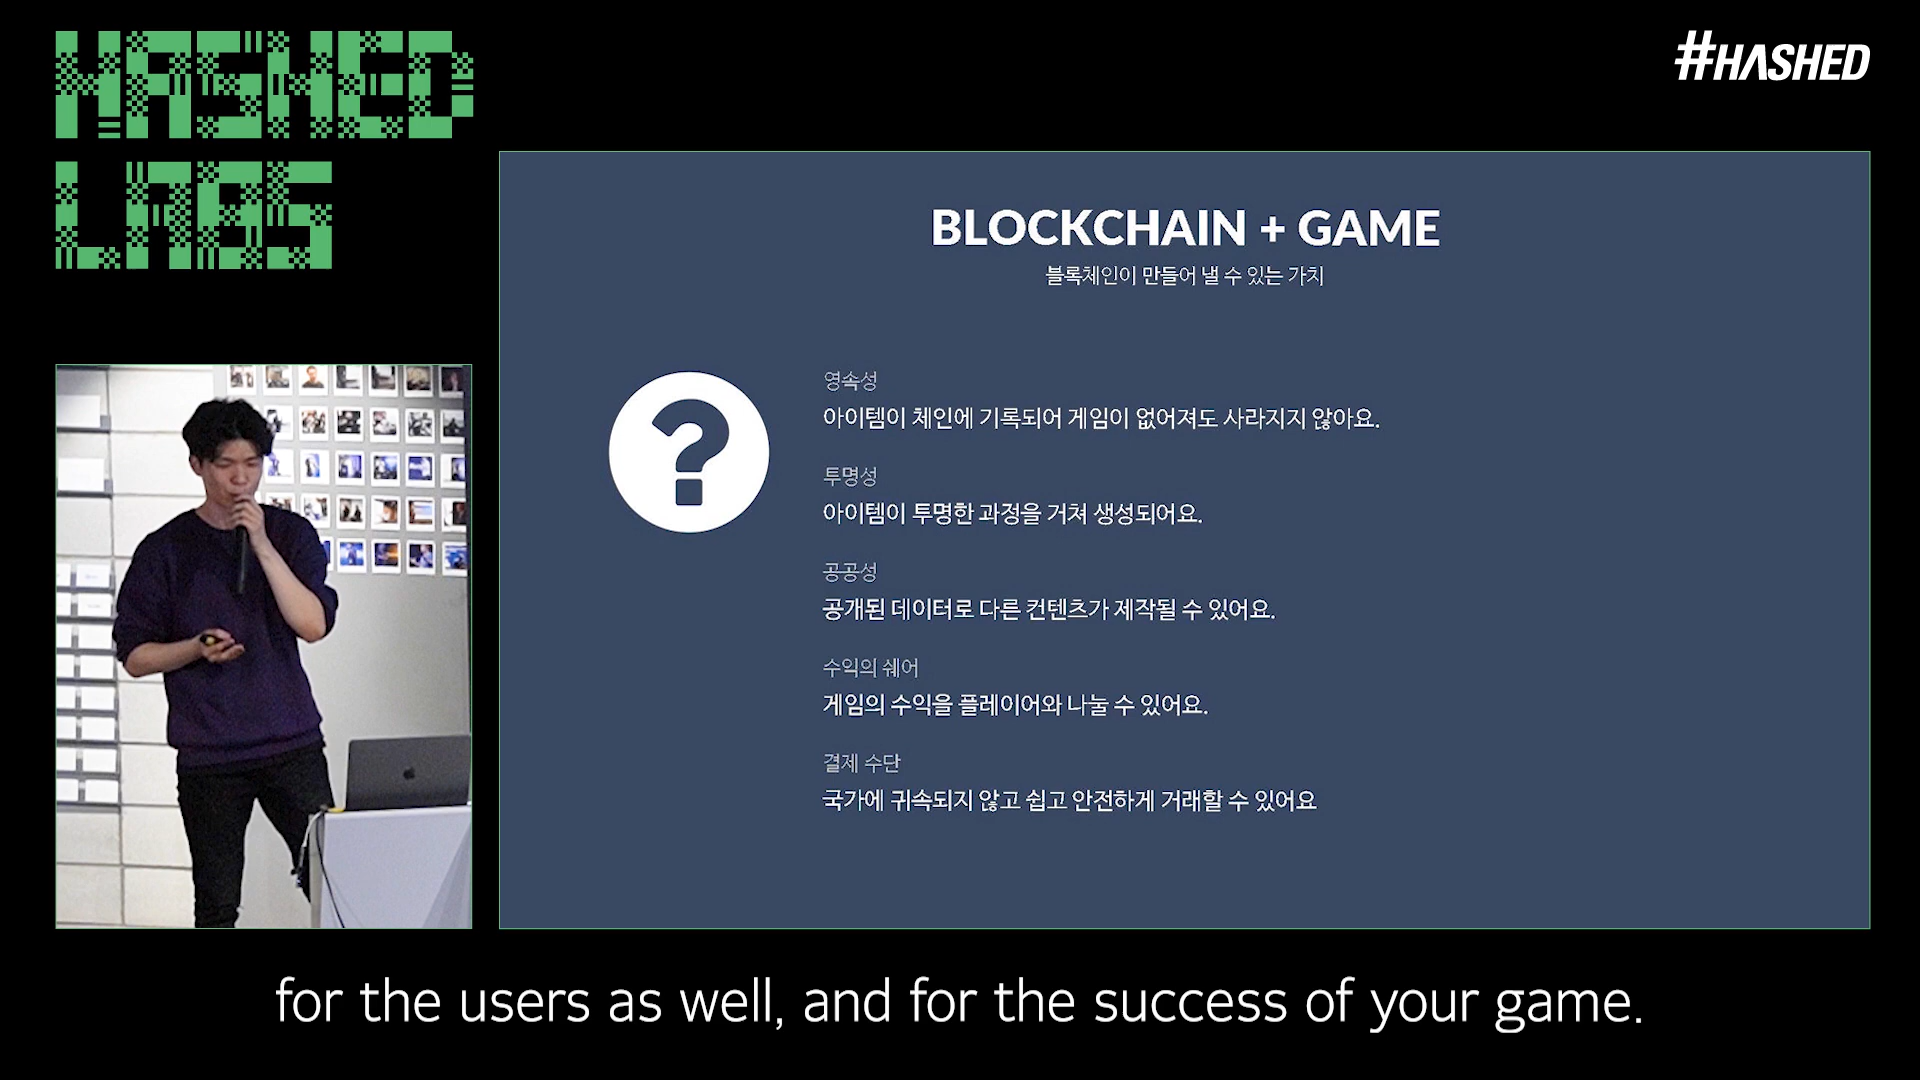 HASHED
LABS
#HASHED
BLOCKCHAIN + GAME
블록체인이 만들어 낼 수 있는 가치
영속성
아이템이 체인에 기록되어 게임이 없어져도 사라지지 않아요.
투명성
아이템이 투명한 과정을 거쳐 생성되어요.
공공성
공개된 데이터로 다른 컨텐츠가 제작될 수 있어요.
수익의 쉐어
게임의 수익을 플레이어와 나눌 수 있어요.
결제 수단
국가에 귀속되지 않고 쉽고 안전하게 거래할 수 있어요
for the users as well, and for the success of your game.